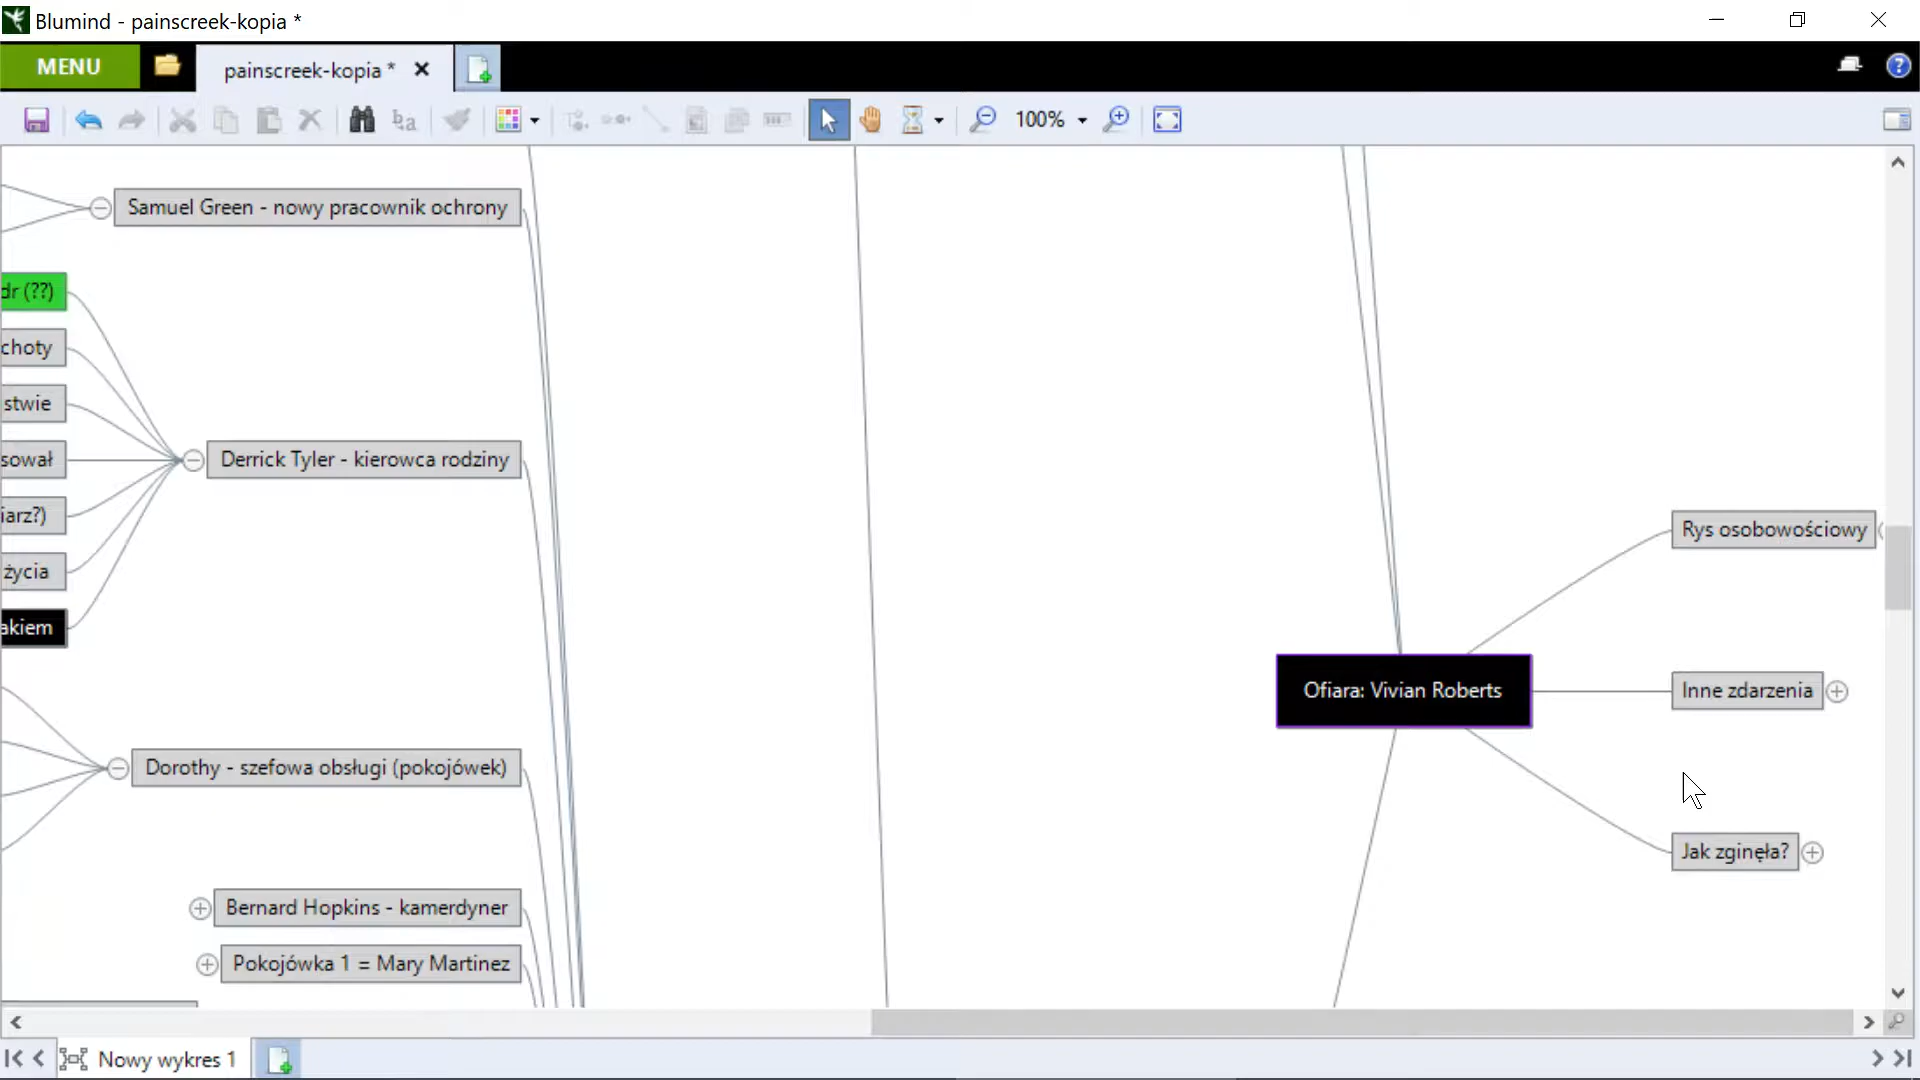 Blumind - painscreek-kopia *
MENU
painscreek-kopia *
ba
100%
Samuel Green - nowy pracownik ochrony
dr (??)
choty
stwie
Derrick Tyler - kierowca rodziny
sował
iarz?)
Rys osobowościowy
życia
akiem
Ofiara: Vivian Roberts
Inne zdarzenia
Dorothy - szefowa obsługi (pokojówek)
Jak zginęła?
Bernard Hopkins - kamerdyner
Pokojówka 1 = Mary Martinez
Nowy wykres 1